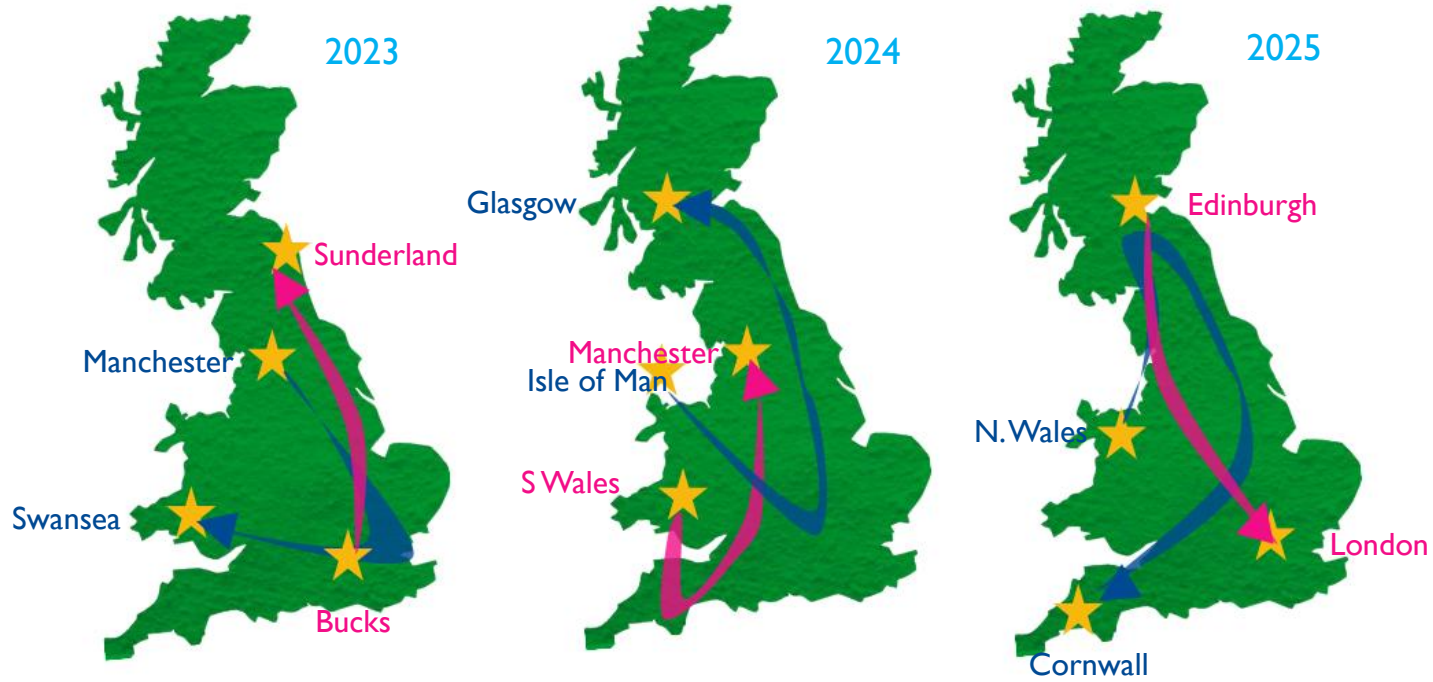 2023
Sunderland
Manchester
Swansea
Bucks
2024
Glasgow
Manchester
Isle of Man
S Wales
2025
Edinburgh
N. Wales
London
Cornwall